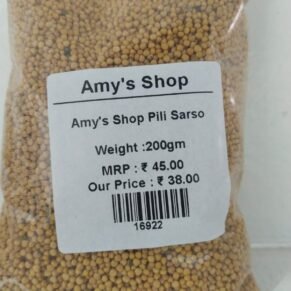 Amy's Shop
Amy's Shop Pili Sarso
Weight :200gm
MRP : ₹ 45.00
Our Price : ₹ 38.00
16922